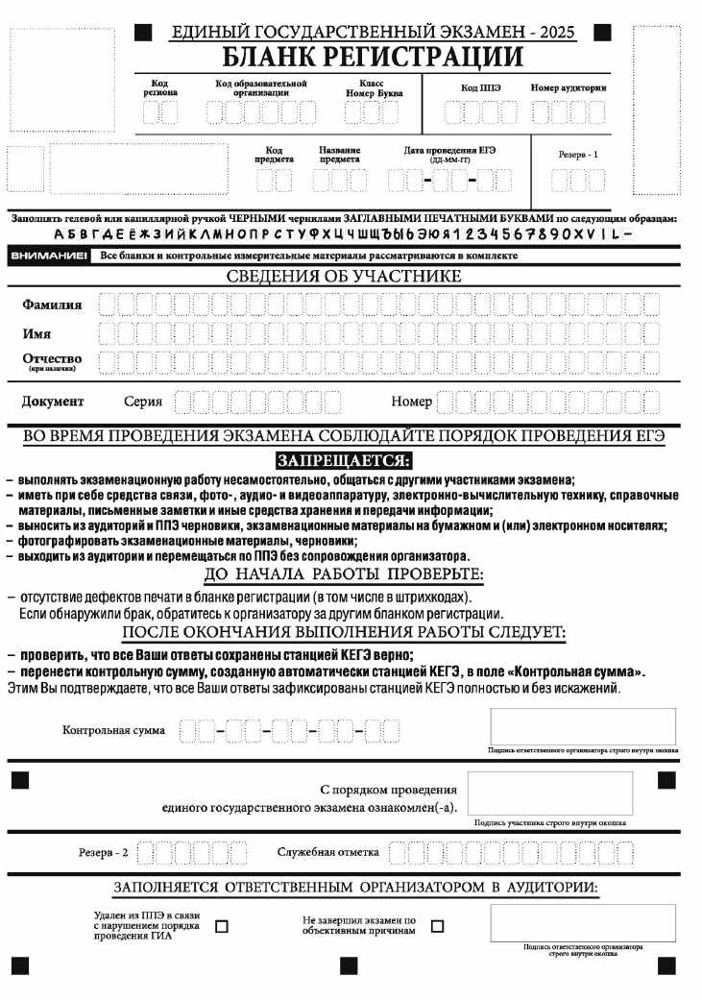 ЕДИНЫЙ ГОСУДАРСТВЕННЫЙ ЭКЗАМЕН - 2025
БЛАНК РЕГИСТРАЦИИ
Код региона
Код образовательной организации
Класс Номер Буква
Код ППЭ
Номер аудитории
Код предмета
Название предмета
Дата проведения ЕГЭ (ДД-ММ-ГГ)
Резерв - 1
Заполнять гелевой или капиллярной ручкой ЧЕРНЫМИ чернилами ЗАГЛАВНЫМИ ПЕЧАТНЫМИ БУКВАМИ по следующим образцам:
А Б В Г Д Е Ё Ж З И Й К Л М Н О П Р С Т У Ф Х Ц Ч Ш Щ Ъ Ы Ь Э Ю Я 1 2 3 4 5 6 7 8 9 0 X V I L -
ВНИМАНИЕ! Все бланки и контрольные измерительные материалы рассматриваются в комплекте
СВЕДЕНИЯ ОБ УЧАСТНИКЕ
Фамилия
Имя
Отчество
(при наличии)
Документ Серия Номер
ВО ВРЕМЯ ПРОВЕДЕНИЯ ЭКЗАМЕНА СОБЛЮДАЙТЕ ПОРЯДОК ПРОВЕДЕНИЯ ЕГЭ
ЗАПРЕЩАЕТСЯ:
– выполнять экзаменационную работу несамостоятельно, общаться с другими участниками экзамена;
– иметь при себе средства связи, фото-, аудио- и видеоаппаратуру, электронно-вычислительную технику, справочные
материалы, письменные заметки и иные средства хранения и передачи информации;
– выносить из аудиторий и ППЭ черновики, экзаменационные материалы на бумажном и (или) электронном носителях;
– фотографировать экзаменационные материалы, черновики;
– выходить из аудитории и перемещаться по ППЭ без сопровождения организатора.
ДО НАЧАЛА РАБОТЫ ПРОВЕРЬТЕ:
– отсутствие дефектов печати в бланке регистрации (в том числе в штрихкодах).
Если обнаружили брак, обратитесь к организатору за другим бланком регистрации.
ПОСЛЕ ОКОНЧАНИЯ ВЫПОЛНЕНИЯ РАБОТЫ СЛЕДУЕТ:
– проверить, что все Ваши ответы сохранены станцией КЕГЭ верно;
– перенести контрольную сумму, созданную автоматически станцией КЕГЭ, в поле «Контрольная сумма».
Этим Вы подтверждаете, что все Ваши ответы зафиксированы станцией КЕГЭ полностью и без искажений.
Контрольная сумма
Подпись ответственного организатора строго внутри окошка
С порядком проведения
единого государственного экзамена ознакомлен(-а).
Подпись участника строго внутри окошка
Резерв - 2 Служебная отметка
ЗАПОЛНЯЕТСЯ ОТВЕТСТВЕННЫМ ОРГАНИЗАТОРОМ В АУДИТОРИИ:
Удален из ППЭ в связи
с нарушением порядка
проведения ГИА
Не завершил экзамен по
объективным причинам
Подпись ответственного организатора
строго внутри окошка